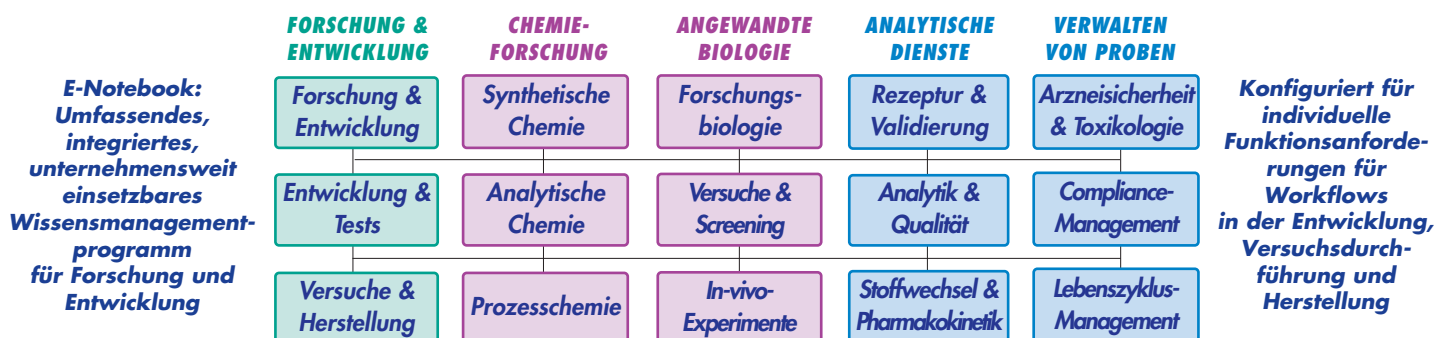 E-Notebook:
Umfassendes,
integriertes,
unternehmensweit
einsetzbares
Wissensmanagement-
programm
für Forschung und
Entwicklung
FORSCHUNG &
ENTWICKLUNG
Forschung &
Entwicklung
Entwicklung &
Tests
Versuche &
Herstellung
CHEMIE-
FORSCHUNG
Synthetische
Chemie
Analytische
Chemie
Prozesschemie
ANGEWANDTE
BIOLOGIE
Forschungs-
biologie
Versuche &
Screening
In-vivo-
Experimente
ANALYTISCHE
DIENSTE
Rezeptur &
Validierung
Analytik &
Qualität
Stoffwechsel &
Pharmakokinetik
VERWALTEN
VON PROBEN
Arzneisicherheit
& Toxikologie
Compliance-
Management
Lebenszyklus-
Management
Konfiguriert für
individuelle
Funktionsanforde-
rungen für
Workflows
in der Entwicklung,
Versuchsdurch-
führung und
Herstellung